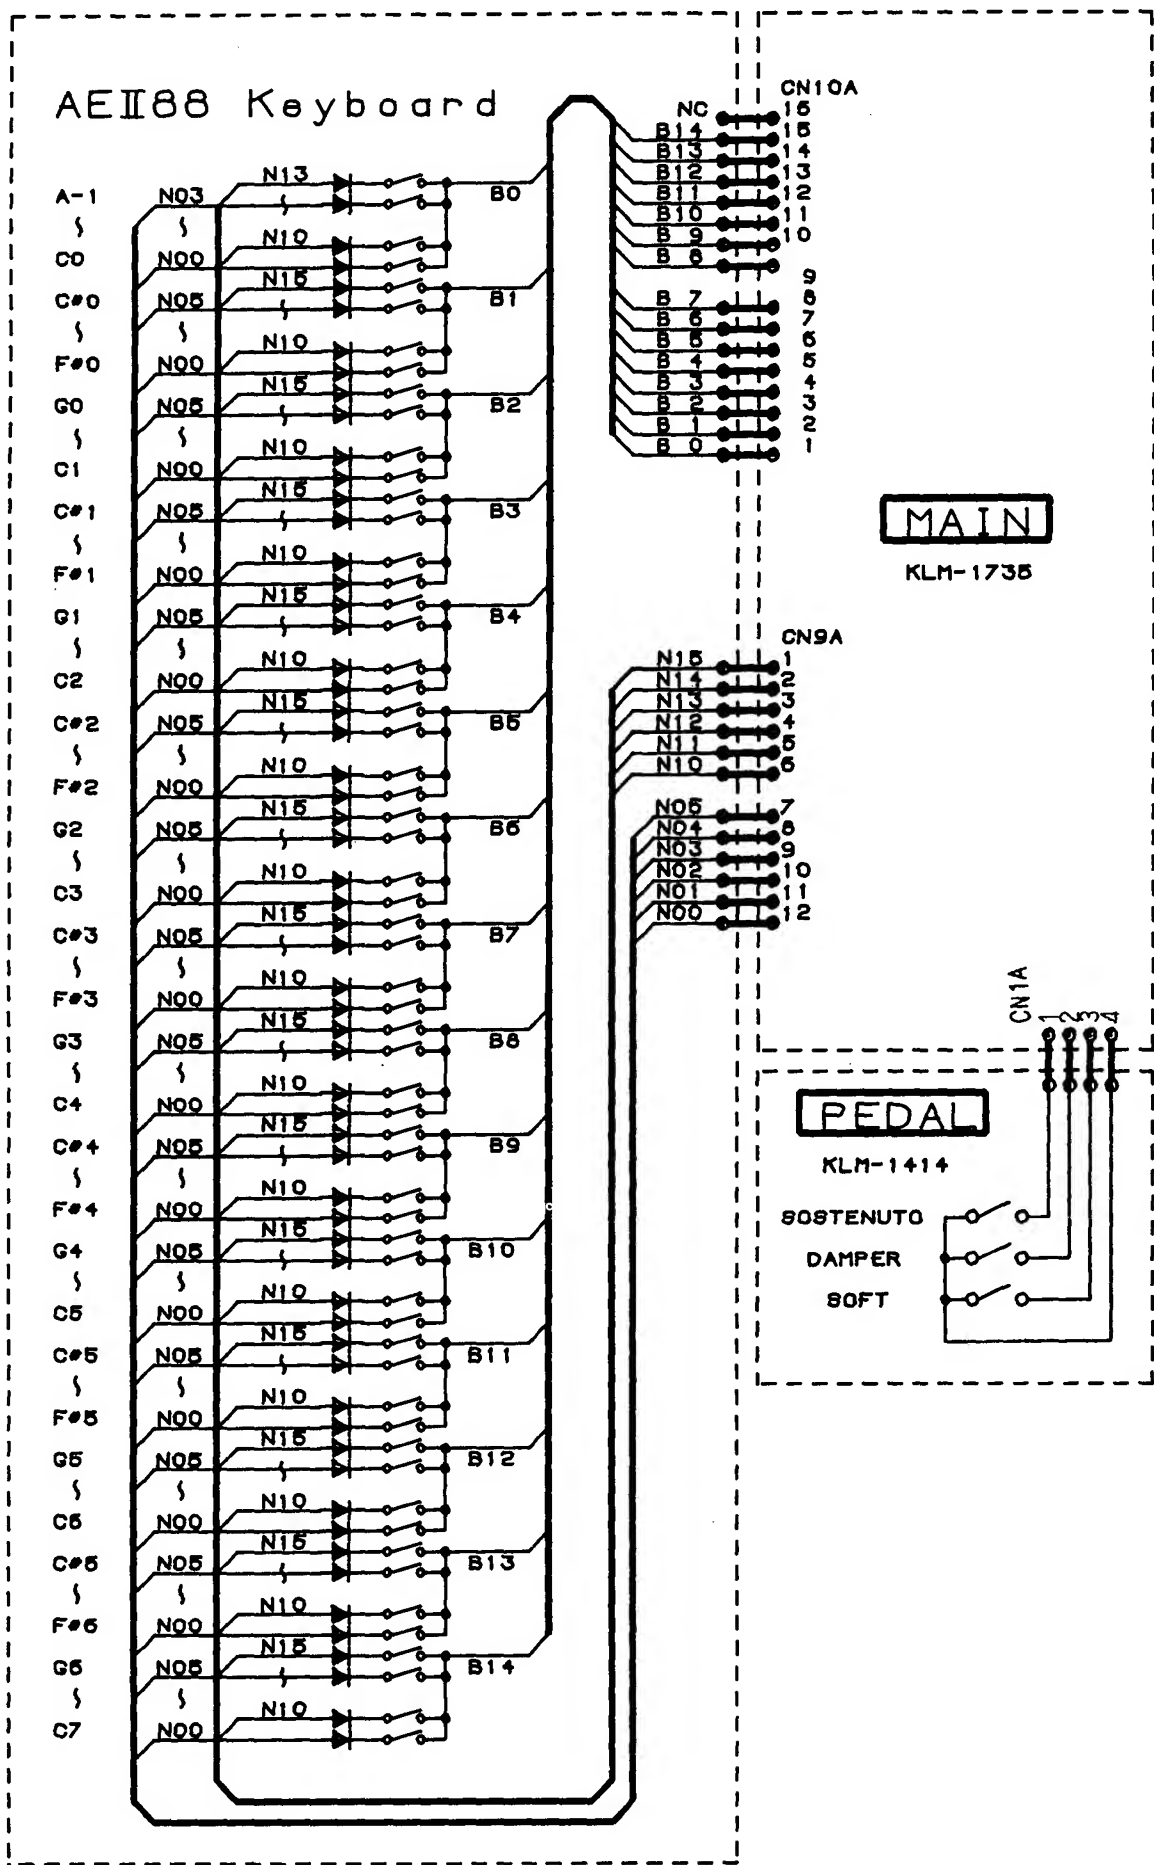 AEⅡ88 Keyboard
A-1
C0
C#0
F#0
G0
C1
C#1
F#1
G1
C2
C#2
F#2
G2
C3
C#3
F#3
G3
C4
C#4
F#4
G4
C5
C#5
F#5
G5
C6
C#6
F#6
G6
C7
N03 N13 B0
N00 N10
N05 N15 B1
N00 N10
N05 N15 B2
N00 N10
N05 N15 B3
N00 N10
N05 N15 B4
N00 N10
N05 N15 B5
N00 N10
N05 N15 B6
N00 N10
N05 N15 B7
N00 N10
N05 N15 B8
N00 N10
N05 N15 B9
N00 N10
N05 N15 B10
N00 N10
N05 N15 B11
N00 N10
N05 N15 B12
N00 N10
N05 N15 B13
N00 N10
N05 N15 B14
N00 N10
CN10A
NC 16
B14 15
B13 14
B12 13
B11 12
B10 11
B 9 10
B 8
9
B 7 8
B 6 7
B 5 6
B 4 5
B 3 4
B 2 3
B 1 2
B 0 1
MAIN
KLM-1735
CN9A
N15 1
N14 2
N13 3
N12 4
N11 5
N10 6
N05 7
N04 8
N03 9
N02 10
N01 11
N00 12
CN1A
1 2 3 4
PEDAL
KLM-1414
SOSTENUTO
DAMPER
SOFT